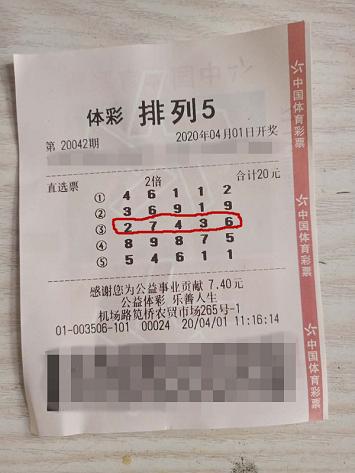 体彩 排列5
第 20042期 2020年04月01日开奖
直选票 2倍 合计20元
① 4 6 1 1 2
② 3 6 9 1 9
③ 2 7 4 3 6
④ 8 9 8 7 5
⑤ 5 4 6 1 1
感谢您为公益事业贡献 7.40元
公益体彩 乐善人生
机场路笕桥农贸市场265号-1
01-003506-101 00024 20/04/01 11:16:14
中国体育彩票
中国体育彩票
中国体育彩票